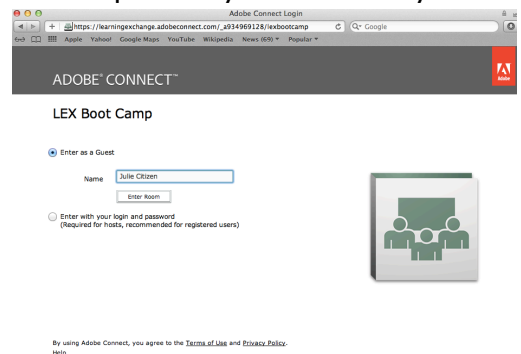 Adobe Connect Login
https://learningexchange.adobeconnect.com/_a934969128/lexbootcamp
Google
Apple Yahoo! Google Maps YouTube Wikipedia News (69) Popular
ADOBE® CONNECT™
Adobe
LEX Boot Camp
Enter as a Guest
Name Julie Citizen
Enter Room
Enter with your login and password
(Required for hosts, recommended for registered users)
By using Adobe Connect, you agree to the Terms of Use and Privacy Policy.
Help